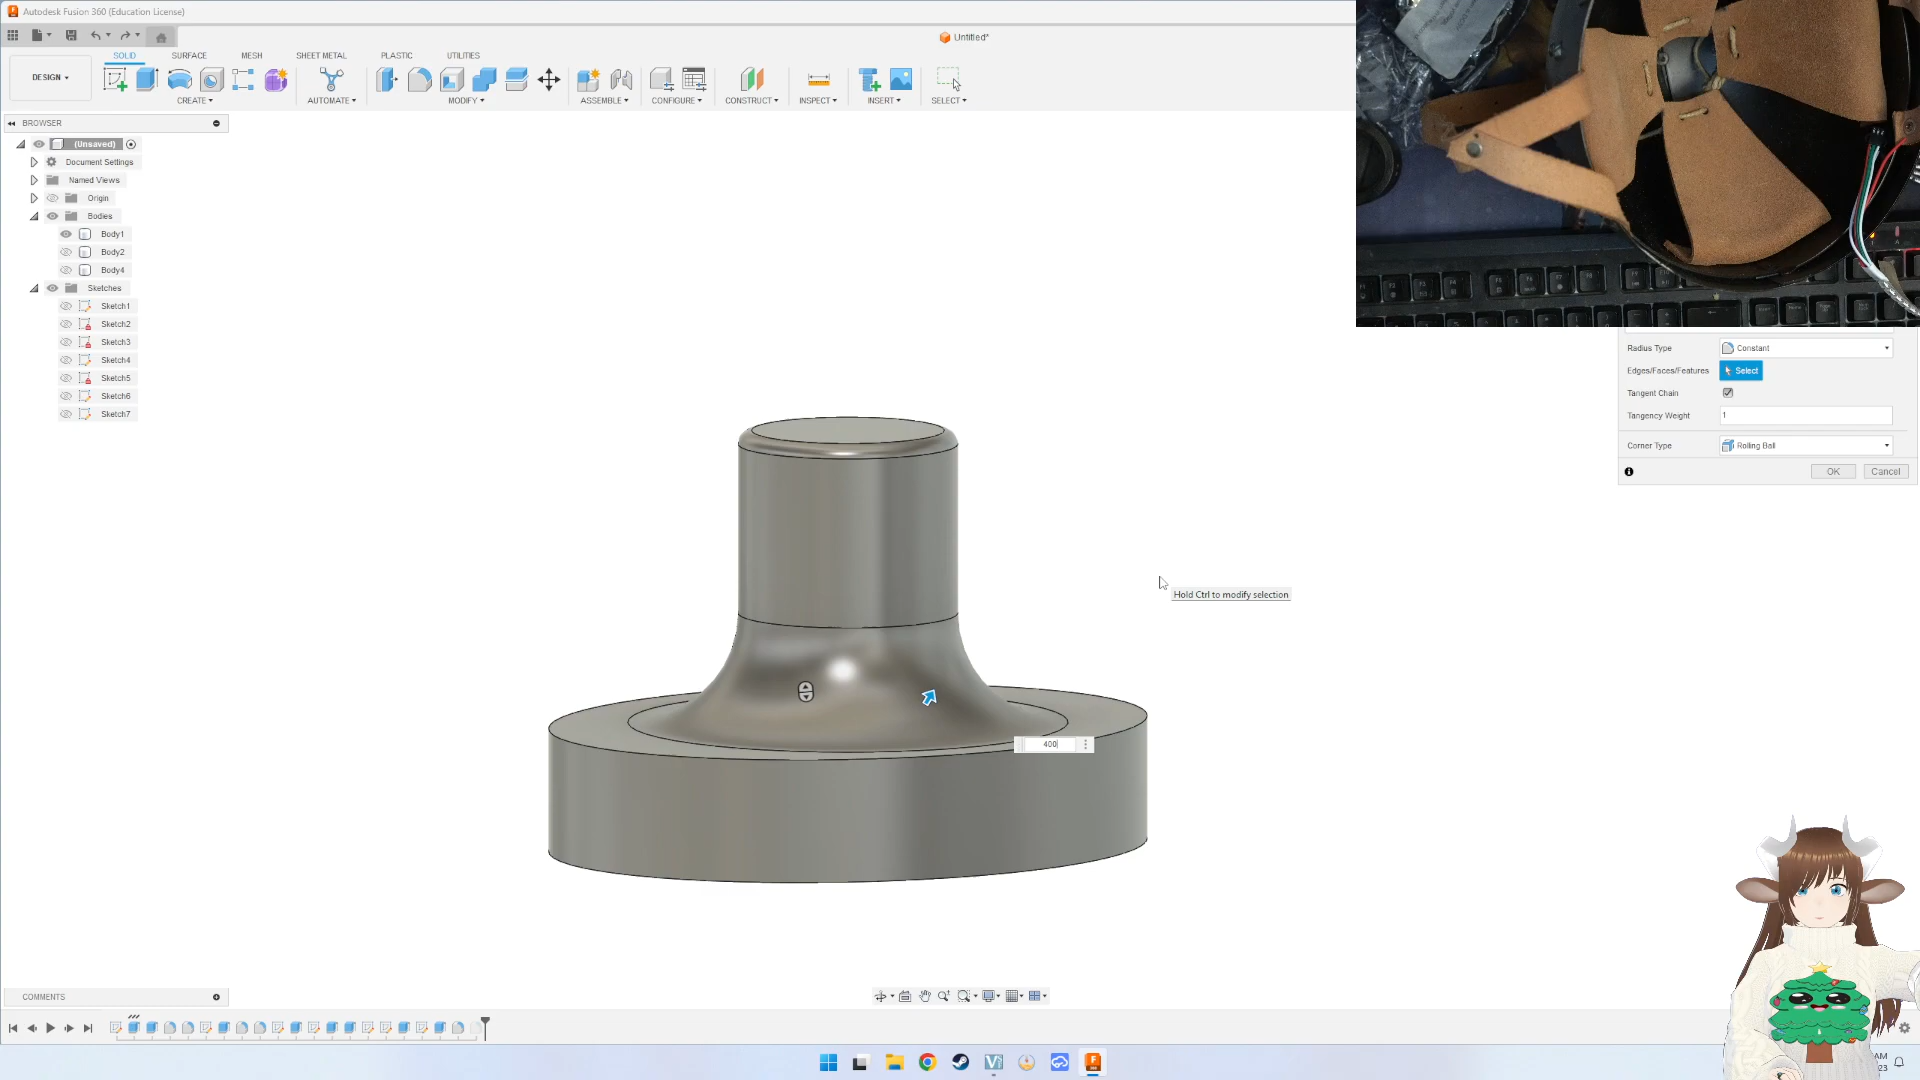 Autodesk Fusion 360 (Education License)
Untitled*
DESIGN
SOLID SURFACE MESH SHEET METAL PLASTIC UTILITIES
CREATE AUTOMATE MODIFY ASSEMBLE CONFIGURE CONSTRUCT INSPECT INSERT SELECT
BROWSER
(Unsaved)
Document Settings
Named Views
Origin
Bodies
Body1
Body2
Body4
Sketches
Sketch1
Sketch2
Sketch3
Sketch4
Sketch5
Sketch6
Sketch7
Radius Type Constant
Edges/Faces/Features Select
Tangent Chain
Tangency Weight 1
Corner Type Rolling Ball
OK Cancel
Hold Ctrl to modify selection
400
COMMENTS
AM
23